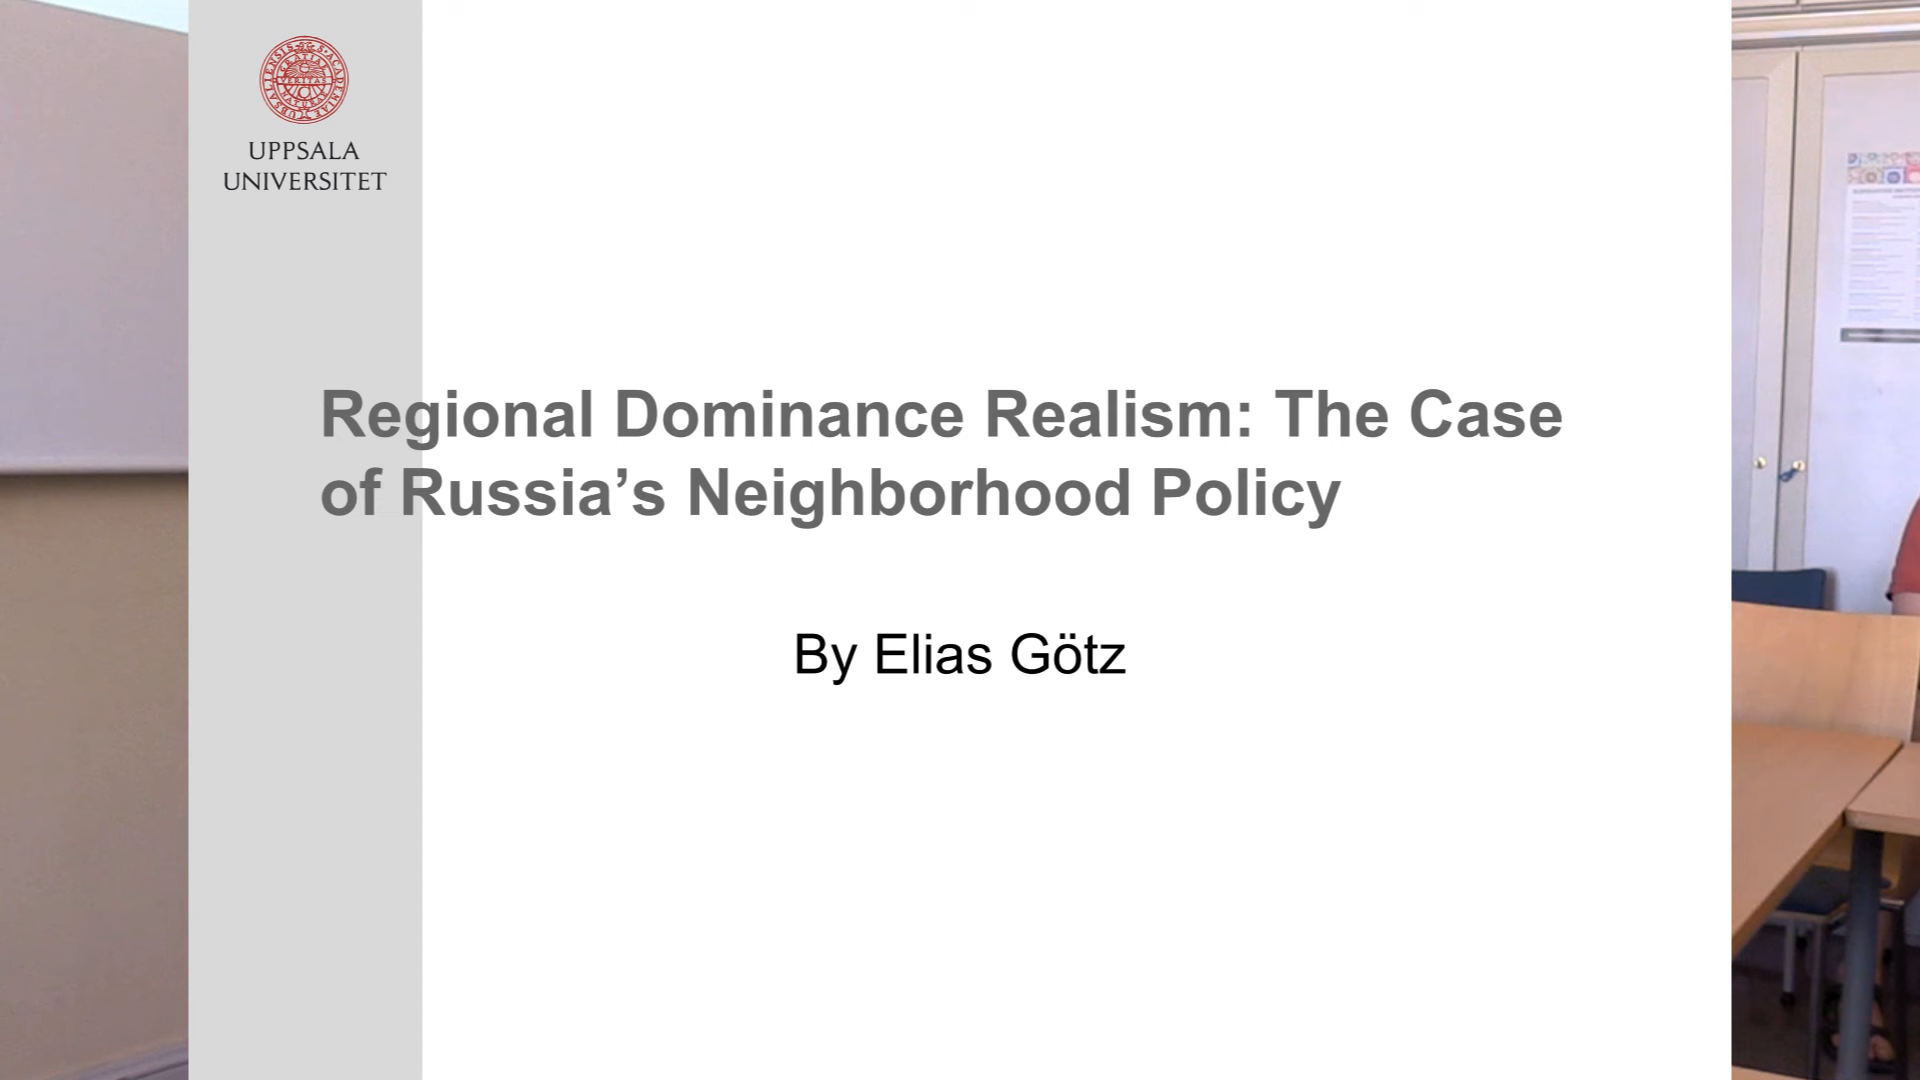 UPPSALA
UNIVERSITET
Regional Dominance Realism: The Case
of Russia’s Neighborhood Policy
By Elias Götz